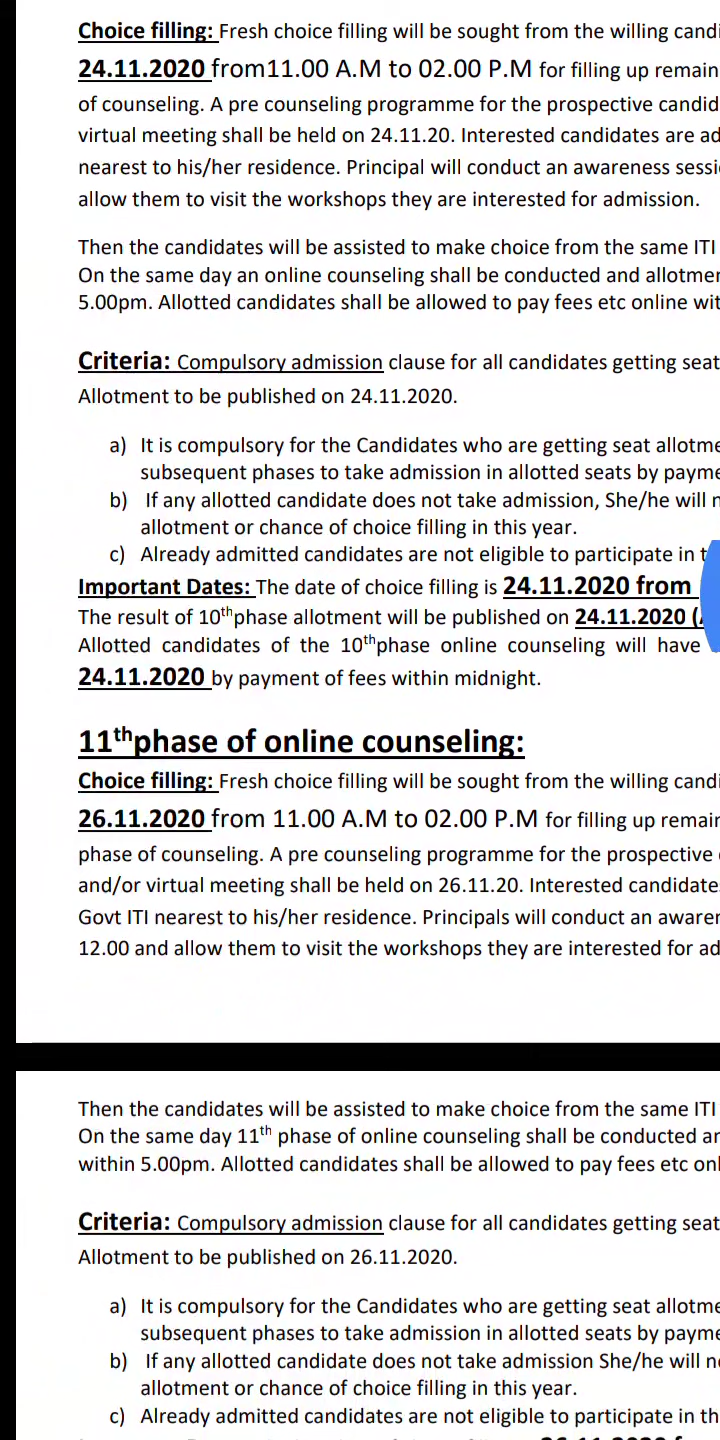 Choice filling: Fresh choice filling will be sought from the willing candi
24.11.2020 from11.00 A.M to 02.00 P.M for filling up remain
of counseling. A pre counseling programme for the prospective candid
virtual meeting shall be held on 24.11.20. Interested candidates are ad
nearest to his/her residence. Principal will conduct an awareness sessi
allow them to visit the workshops they are interested for admission.
Then the candidates will be assisted to make choice from the same ITI
On the same day an online counseling shall be conducted and allotmen
5.00pm. Allotted candidates shall be allowed to pay fees etc online wit
Criteria: Compulsory admission clause for all candidates getting seat
Allotment to be published on 24.11.2020.
a) It is compulsory for the Candidates who are getting seat allotme
subsequent phases to take admission in allotted seats by payme
b) If any allotted candidate does not take admission, She/he will n
allotment or chance of choice filling in this year.
c) Already admitted candidates are not eligible to participate in t
Important Dates: The date of choice filling is 24.11.2020 from
The result of 10thphase allotment will be published on 24.11.2020 (
Allotted candidates of the 10thphase online counseling will have
24.11.2020 by payment of fees within midnight.
11thphase of online counseling:
Choice filling: Fresh choice filling will be sought from the willing candi
26.11.2020 from 11.00 A.M to 02.00 P.M for filling up remain
phase of counseling. A pre counseling programme for the prospective
and/or virtual meeting shall be held on 26.11.20. Interested candidate
Govt ITI nearest to his/her residence. Principals will conduct an awaren
12.00 and allow them to visit the workshops they are interested for ad
Then the candidates will be assisted to make choice from the same ITI
On the same day 11th phase of online counseling shall be conducted an
within 5.00pm. Allotted candidates shall be allowed to pay fees etc onl
Criteria: Compulsory admission clause for all candidates getting seat
Allotment to be published on 26.11.2020.
a) It is compulsory for the Candidates who are getting seat allotme
subsequent phases to take admission in allotted seats by payme
b) If any allotted candidate does not take admission She/he will n
allotment or chance of choice filling in this year.
c) Already admitted candidates are not eligible to participate in th